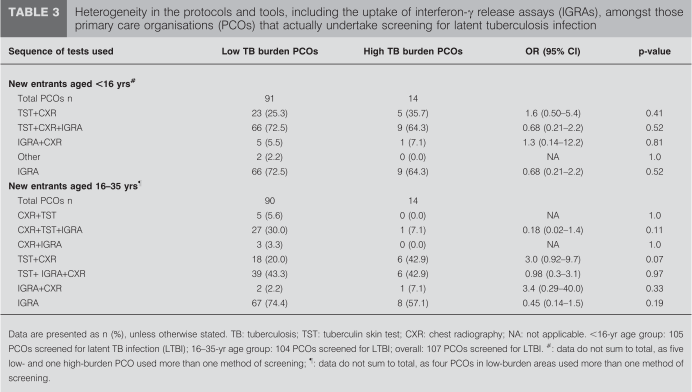 TABLE 3 Heterogeneity in the protocols and tools, including the uptake of interferon-γ release assays (IGRAs), amongst those
primary care organisations (PCOs) that actually undertake screening for latent tuberculosis infection
Sequence of tests used Low TB burden PCOs High TB burden PCOs OR (95% CI) p-value
New entrants aged <16 yrs#
Total PCOs n 91 14
TST+CXR 23 (25.3) 5 (35.7) 1.6 (0.50–5.4) 0.41
TST+CXR+IGRA 66 (72.5) 9 (64.3) 0.68 (0.21–2.2) 0.52
IGRA+CXR 5 (5.5) 1 (7.1) 1.3 (0.14–12.2) 0.81
Other 2 (2.2) 0 (0.0) NA 1.0
IGRA 66 (72.5) 9 (64.3) 0.68 (0.21–2.2) 0.52
New entrants aged 16–35 yrs¶
Total PCOs n 90 14
CXR+TST 5 (5.6) 0 (0.0) NA 1.0
CXR+TST+IGRA 27 (30.0) 1 (7.1) 0.18 (0.02–1.4) 0.11
CXR+IGRA 3 (3.3) 0 (0.0) NA 1.0
TST+CXR 18 (20.0) 6 (42.9) 3.0 (0.92–9.7) 0.07
TST+ IGRA+CXR 39 (43.3) 6 (42.9) 0.98 (0.3–3.1) 0.97
IGRA+CXR 2 (2.2) 1 (7.1) 3.4 (0.29–40.0) 0.33
IGRA 67 (74.4) 8 (57.1) 0.45 (0.14–1.5) 0.19
Data are presented as n (%), unless otherwise stated. TB: tuberculosis; TST: tuberculin skin test; CXR: chest radiography; NA: not applicable. <16-yr age group: 105
PCOs screened for latent TB infection (LTBI); 16–35-yr age group: 104 PCOs screened for LTBI; overall: 107 PCOs screened for LTBI. #: data do not sum to total, as five
low- and one high-burden PCO used more than one method of screening; ¶: data do not sum to total, as four PCOs in low-burden areas used more than one method of
screening.